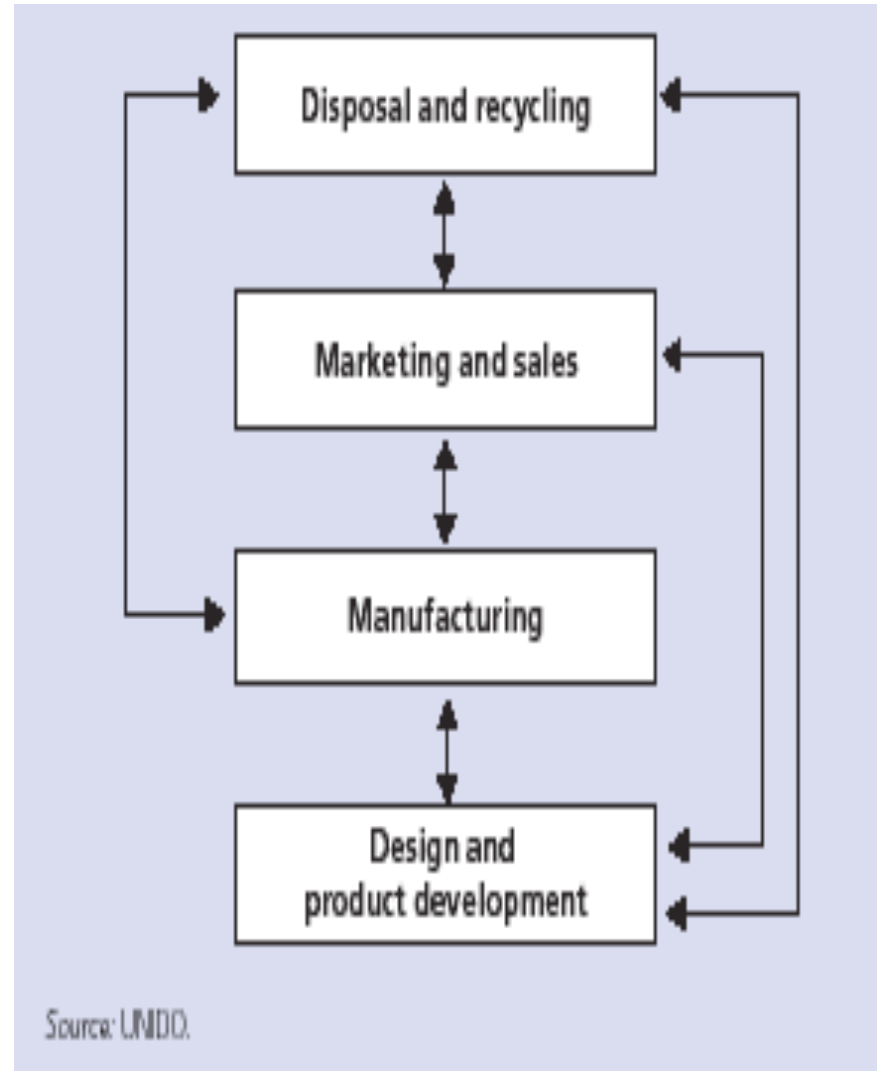 Disposal and recycling
Marketing and sales
Manufacturing
Design and
product development
Source: UNIDO.